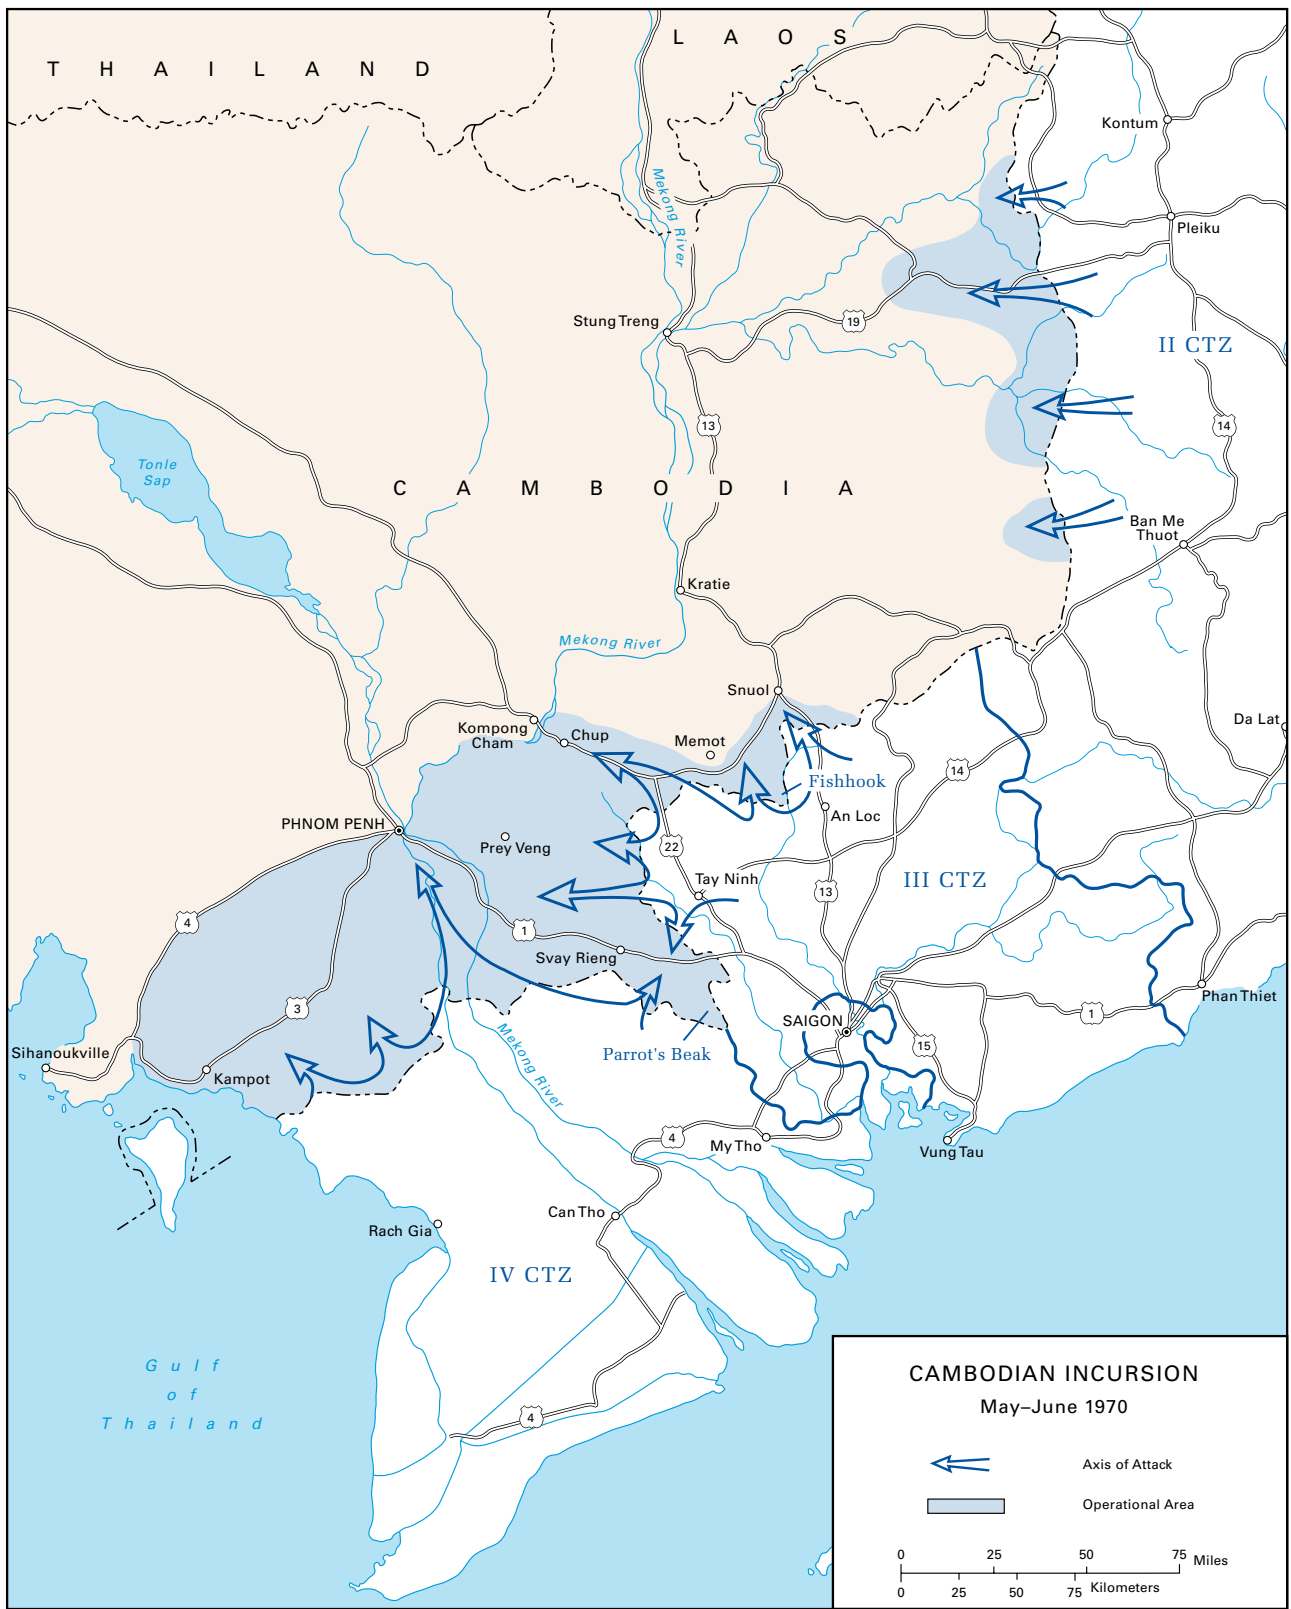 LAOS
THAILAND
Kontum
Mekong River
Pleiku
Stung Treng
19
II CTZ
13
14
Tonle
Sap
CAMBODIA
Ban Me
Thuot
Kratie
Mekong River
Snuol
Da Lat
Kompong
Cham
Chup
Memot
14
Fishhook
An Loc
PHNOM PENH
Prey Veng
22
Tay Ninh
III CTZ
13
4
1
Svay Rieng
Phan Thiet
3
1
SAIGON
Mekong River
15
Parrot's Beak
Sihanoukville
Kampot
4
My Tho
Vung Tau
Can Tho
Rach Gia
IV CTZ
Gulf
of
Thailand
4
CAMBODIAN INCURSION
May–June 1970
Axis of Attack
Operational Area
0 25 50 75 Miles
0 25 50 75 Kilometers